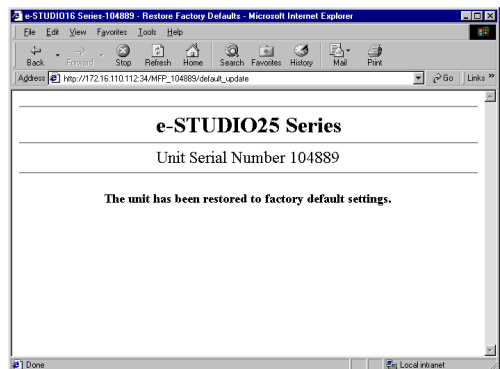 e-STUDIO16 Series-104889 - Restore Factory Defaults - Microsoft Internet Explorer
File Edit View Favorites Tools Help
Back Forward Stop Refresh Home Search Favorites History Mail Print
Address http://172.16.110.112:34/MFP_104889/default_update Go Links »
e-STUDIO25 Series
Unit Serial Number 104889
The unit has been restored to factory default settings.
Done Local intranet